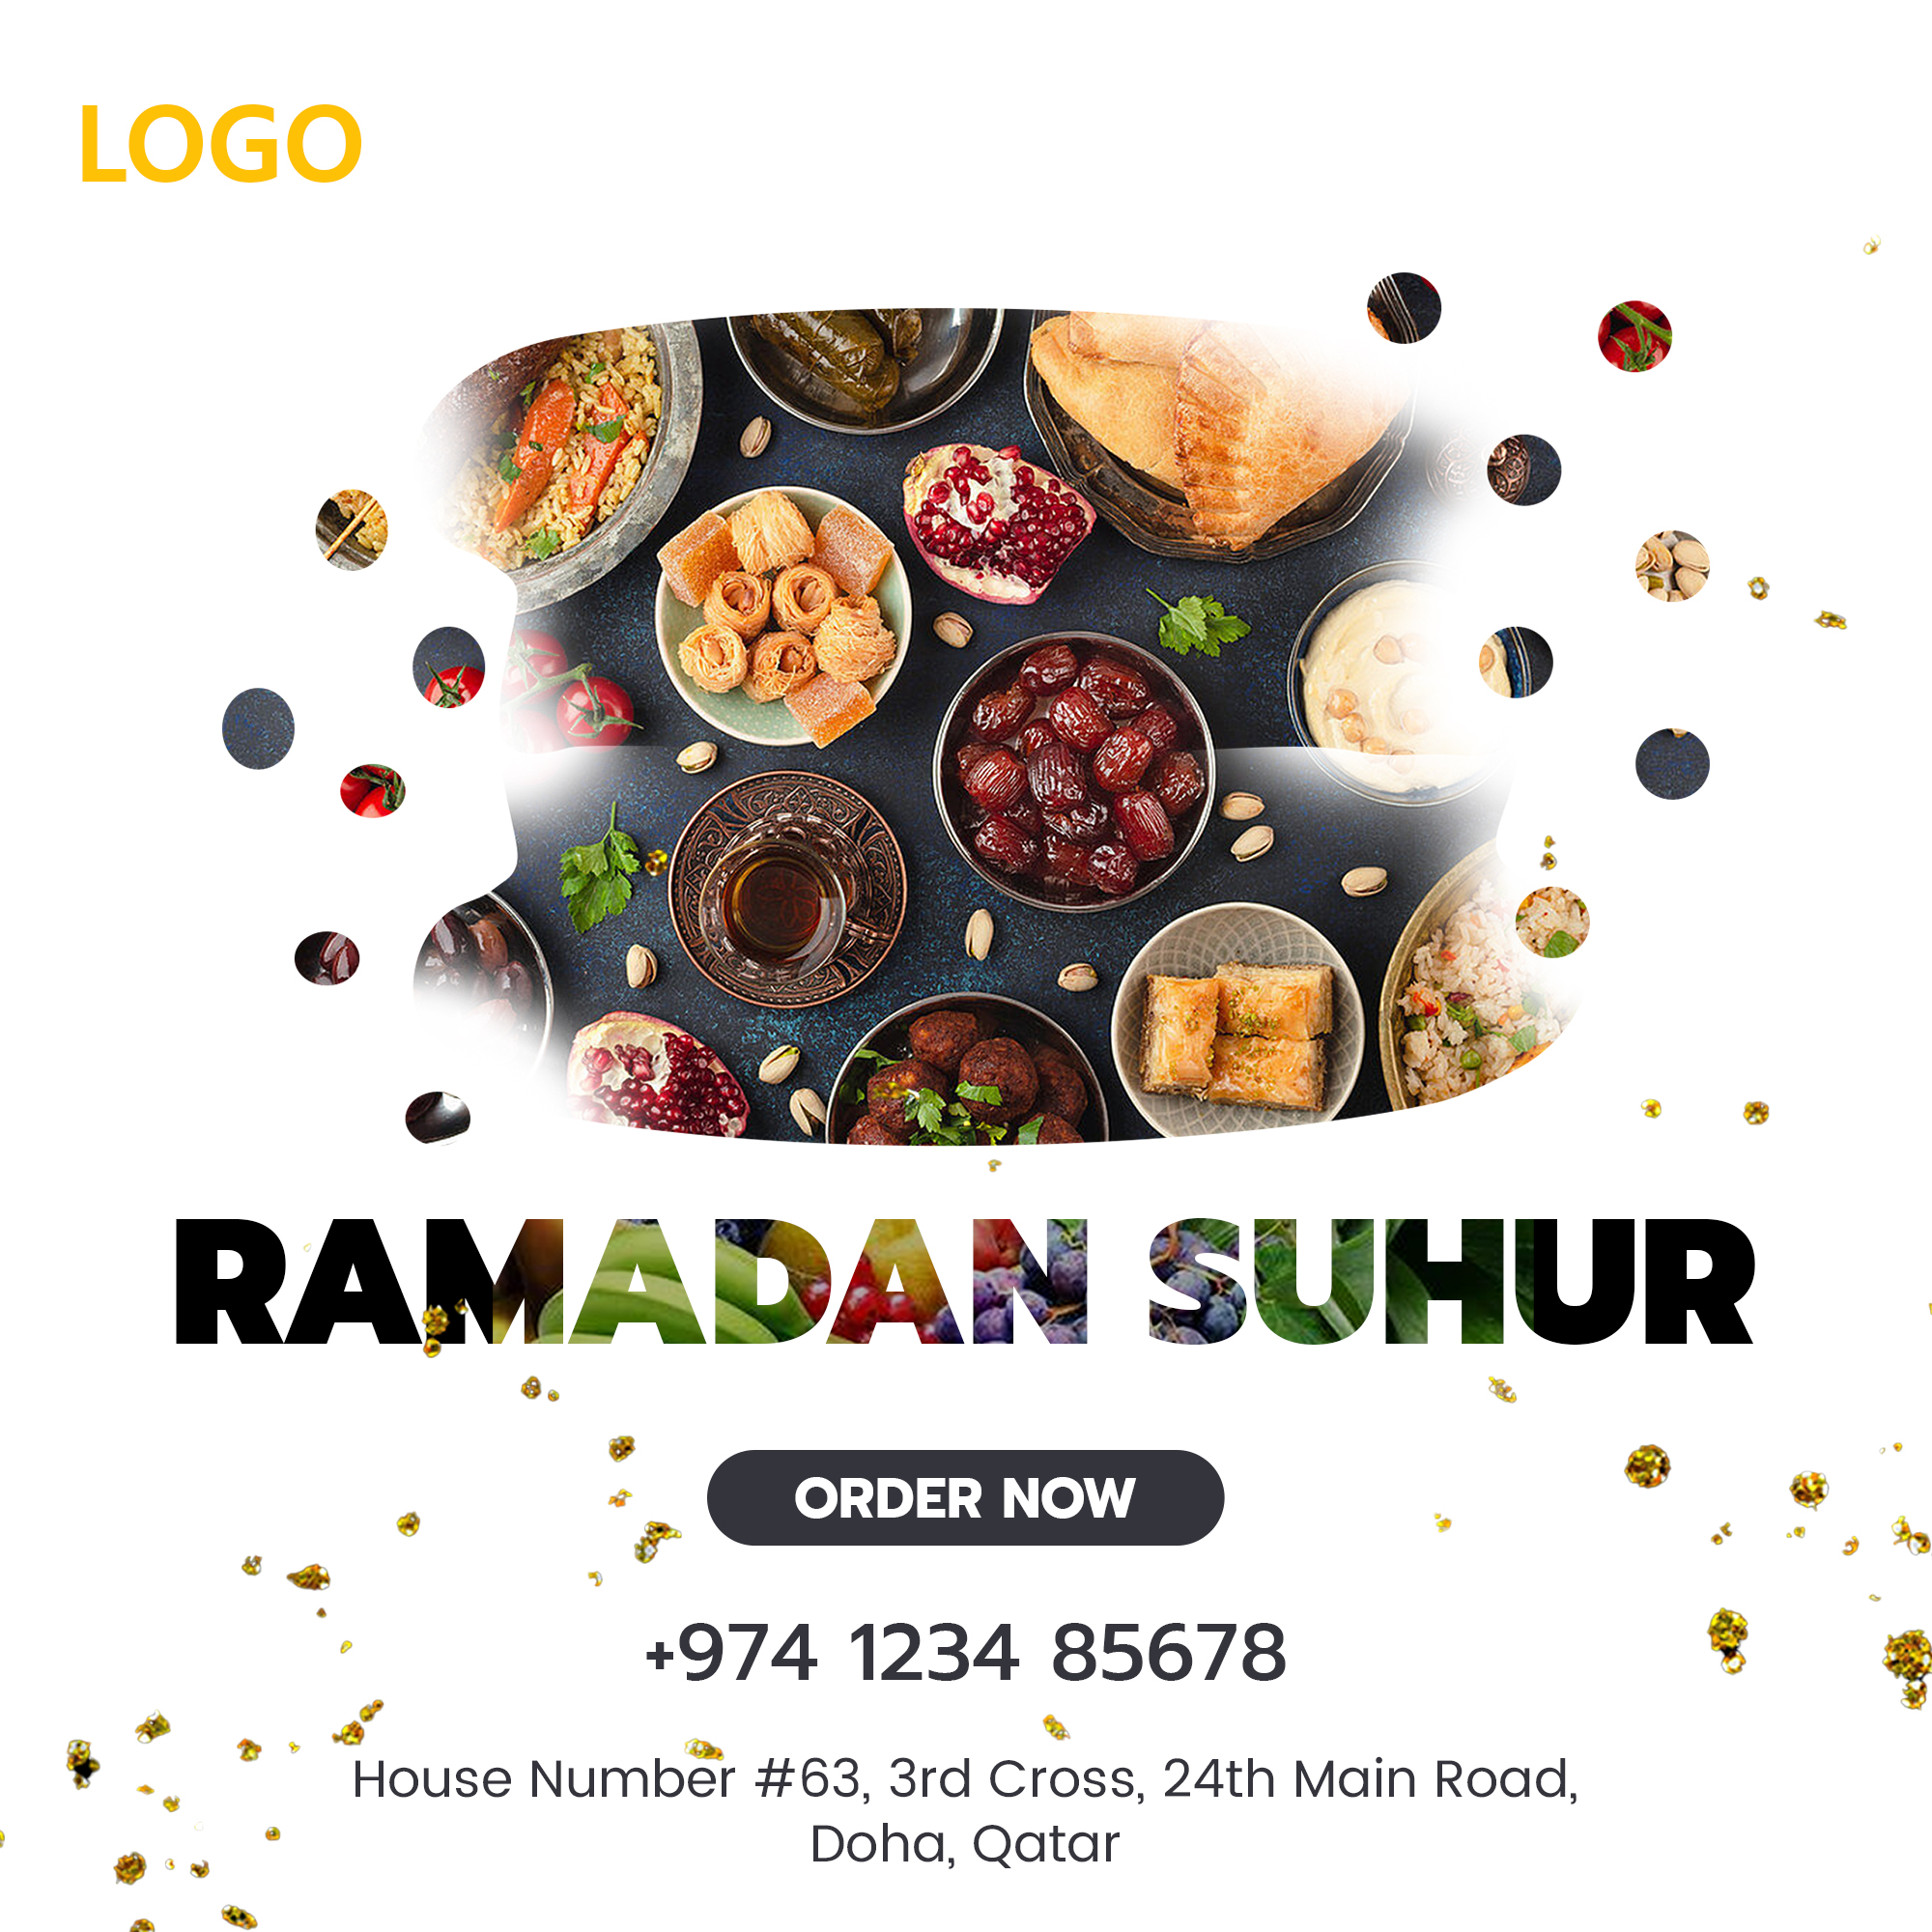 LOGO
RAMADAN SUHUR
ORDER NOW
+974 1234 85678
House Number #63, 3rd Cross, 24th Main Road,
Doha, Qatar